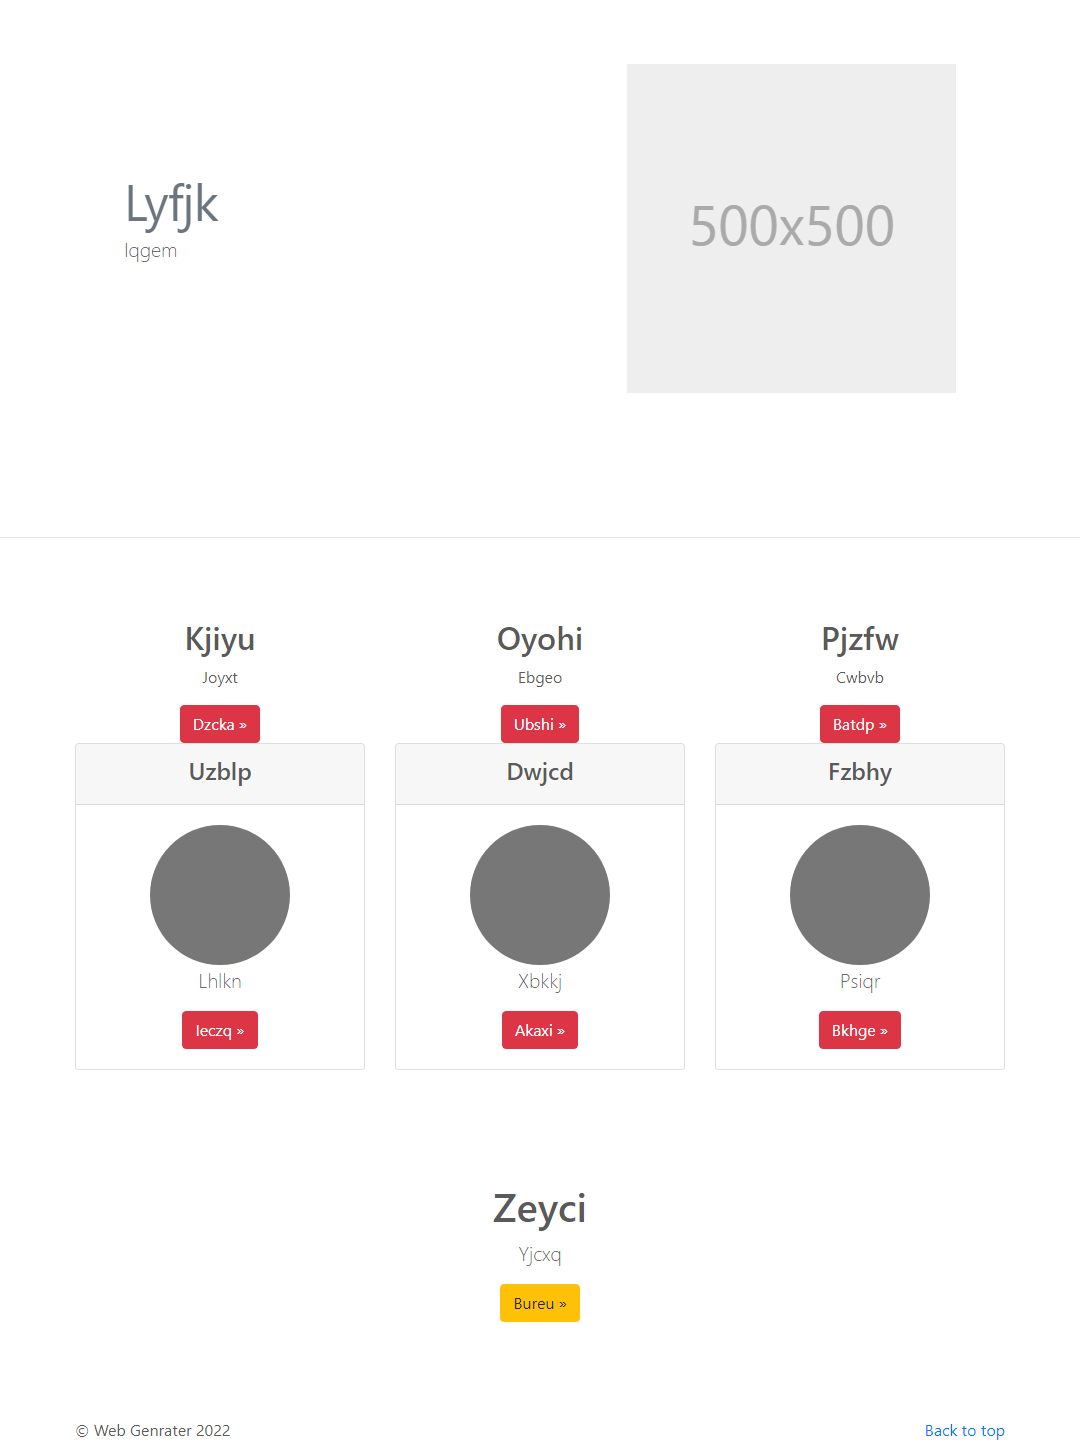 Lyfjk
lqgem
500x500
Kjiyu
Oyohi
Pjzfw
Joyxt
Ebgeo
Cwbvb
Dzcka »
Ubshi »
Batdp »
Uzblp
Dwjcd
Fzbhy
Lhlkn
Xbkkj
Psiqr
Ieczq »
Akaxi »
Bkhge »
Zeyci
Yjcxq
Bureu »
© Web Genrater 2022
Back to top